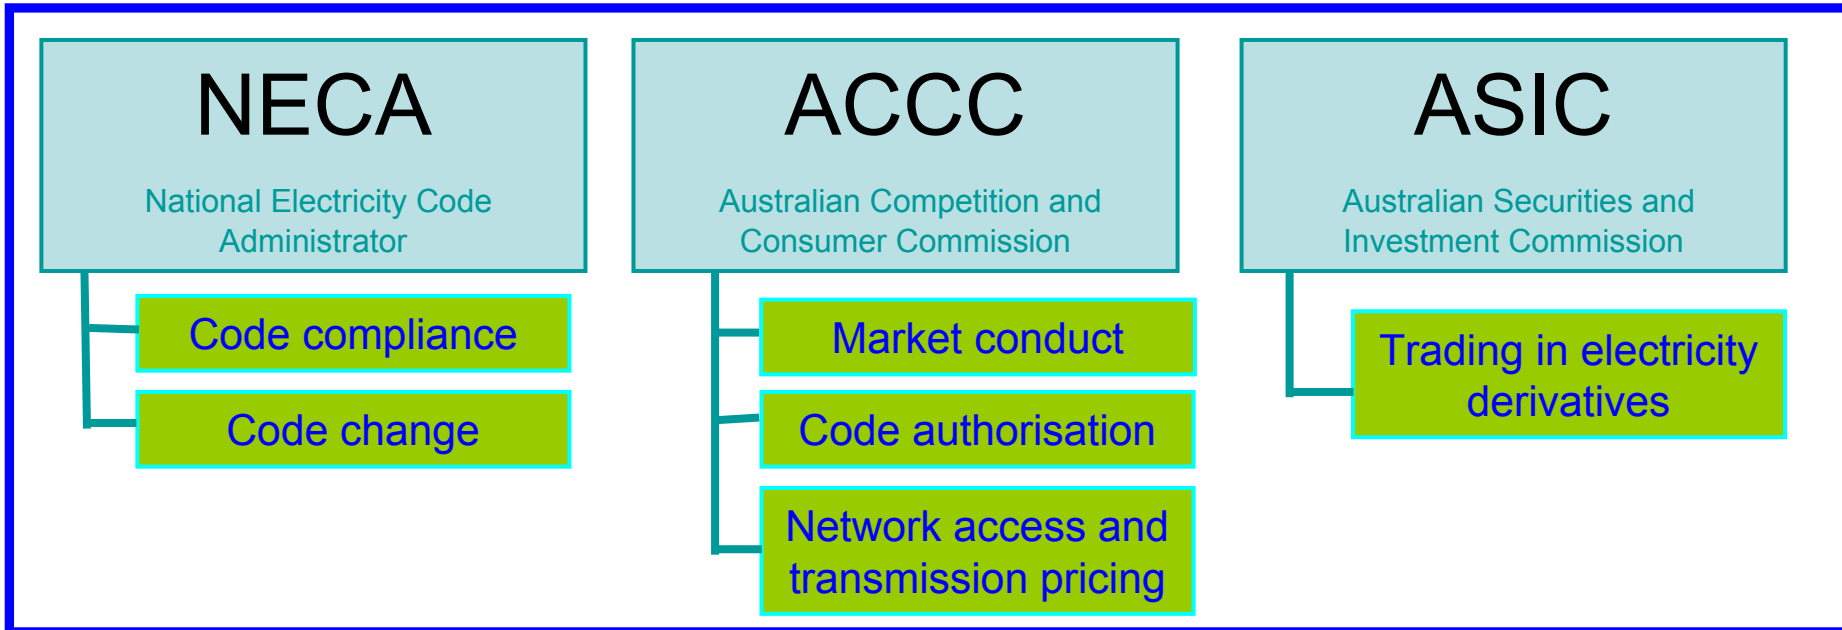 NECA
National Electricity Code
Administrator
Code compliance
Code change
ACCC
Australian Competition and
Consumer Commission
Market conduct
Code authorisation
Network access and
transmission pricing
ASIC
Australian Securities and
Investment Commission
Trading in electricity
derivatives